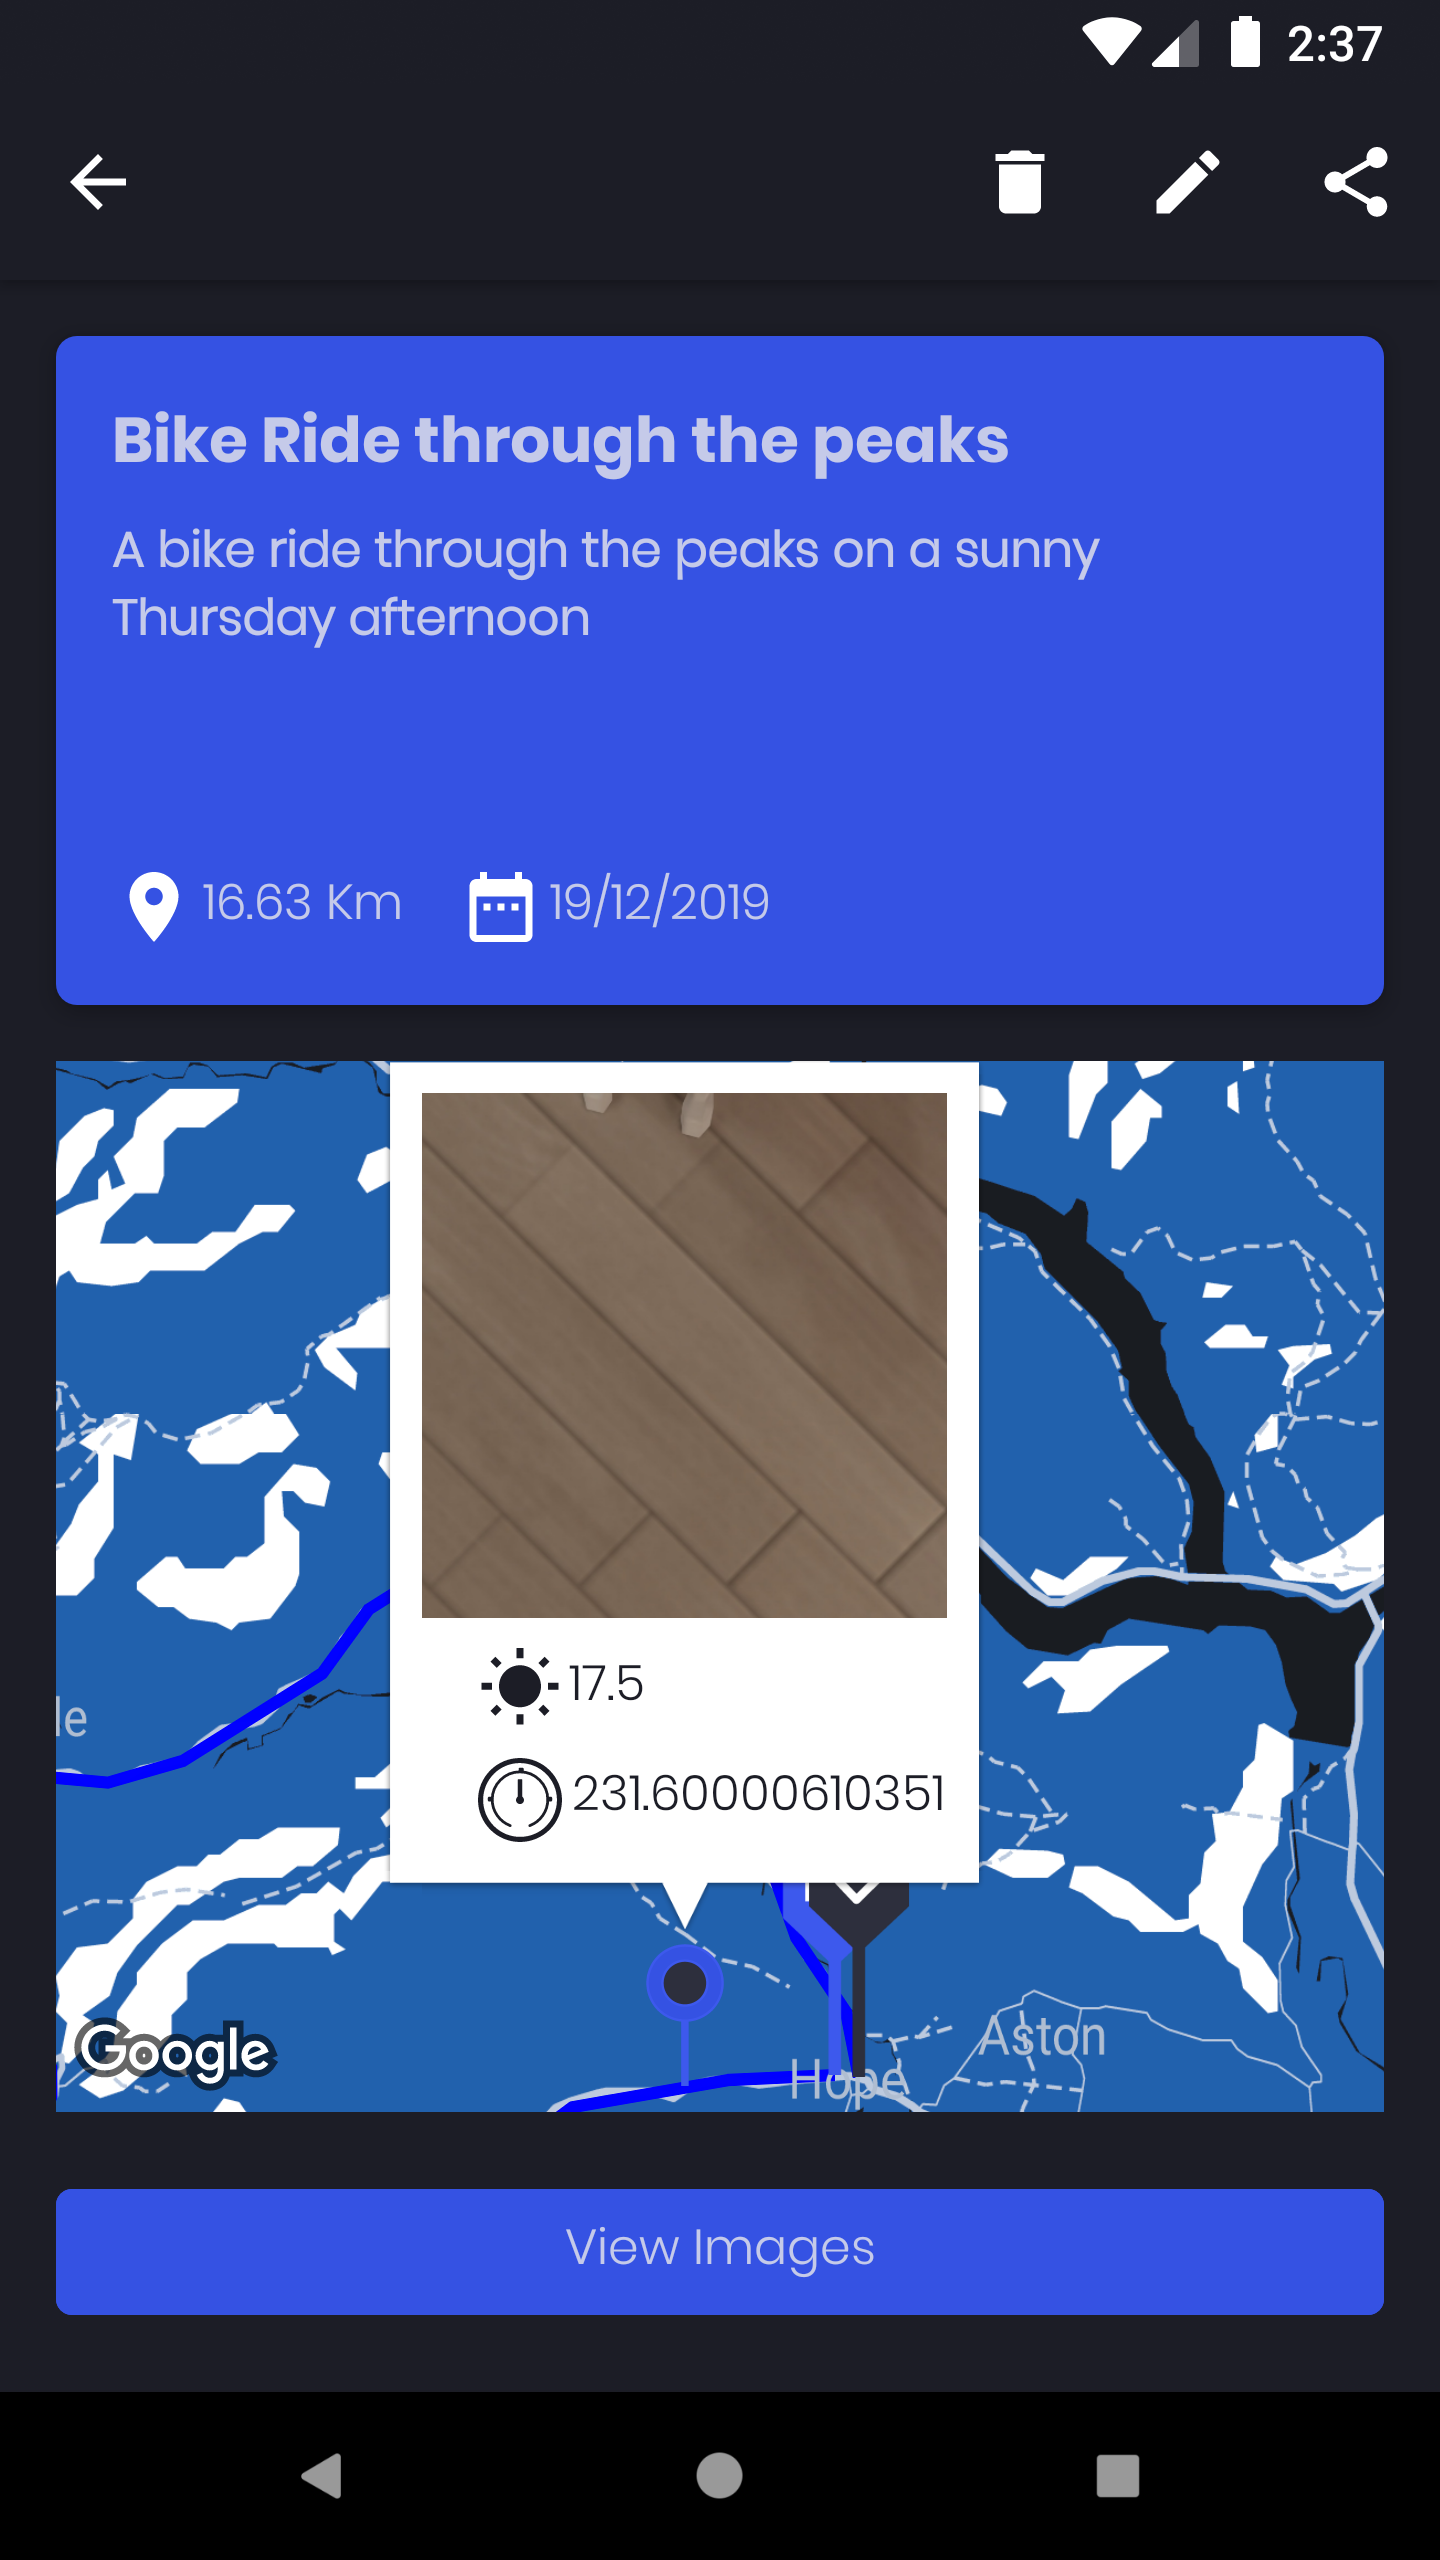 2:37
Bike Ride through the peaks
A bike ride through the peaks on a sunny
Thursday afternoon
16.63 Km
19/12/2019
17.5
231.60000610351
le
Aston
Hope
Google
View Images